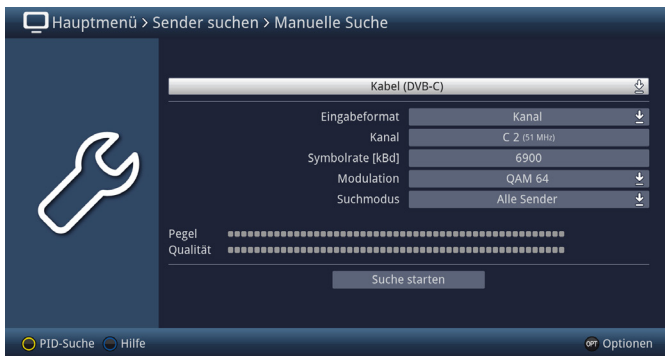 Hauptmenü > Sender suchen > Manuelle Suche
Kabel (DVB-C)
Eingabeformat Kanal
Kanal C 2 (51 MHz)
Symbolrate [kBd] 6900
Modulation QAM 64
Suchmodus Alle Sender
Pegel
Qualität
Suche starten
PID-Suche Hilfe OPT Optionen